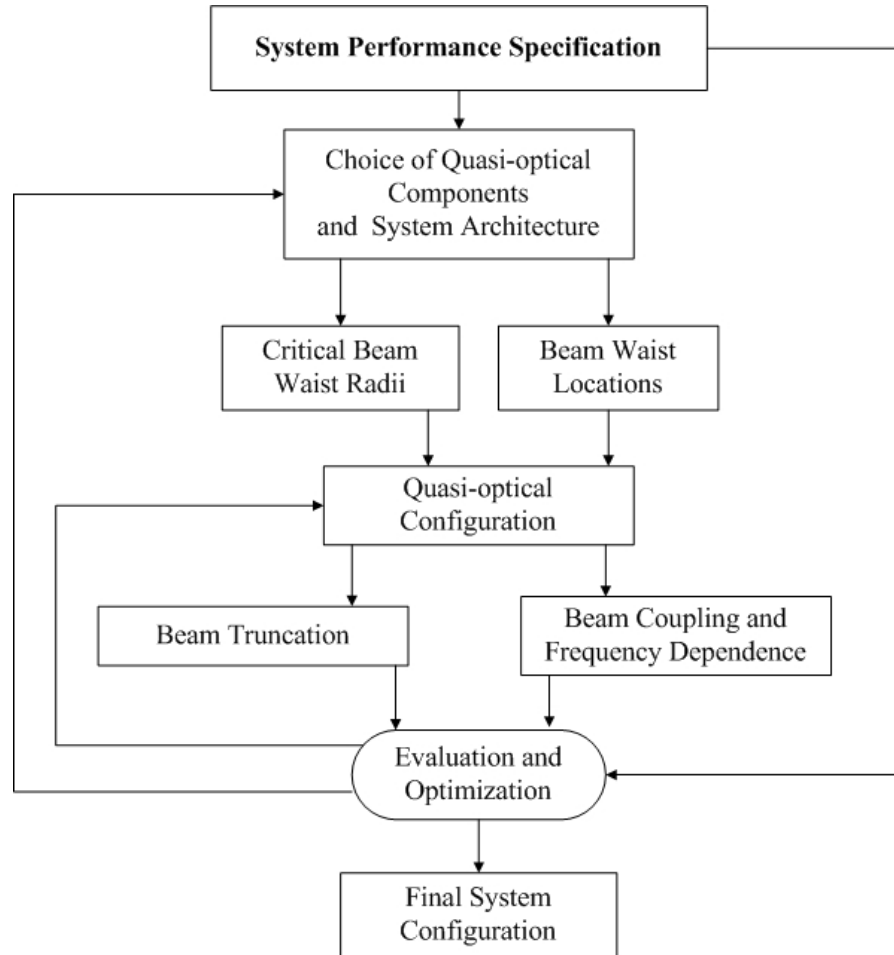 System Performance Specification
Choice of Quasi-optical
Components
and System Architecture
Critical Beam
Waist Radii
Beam Waist
Locations
Quasi-optical
Configuration
Beam Truncation
Beam Coupling and
Frequency Dependence
Evaluation and
Optimization
Final System
Configuration